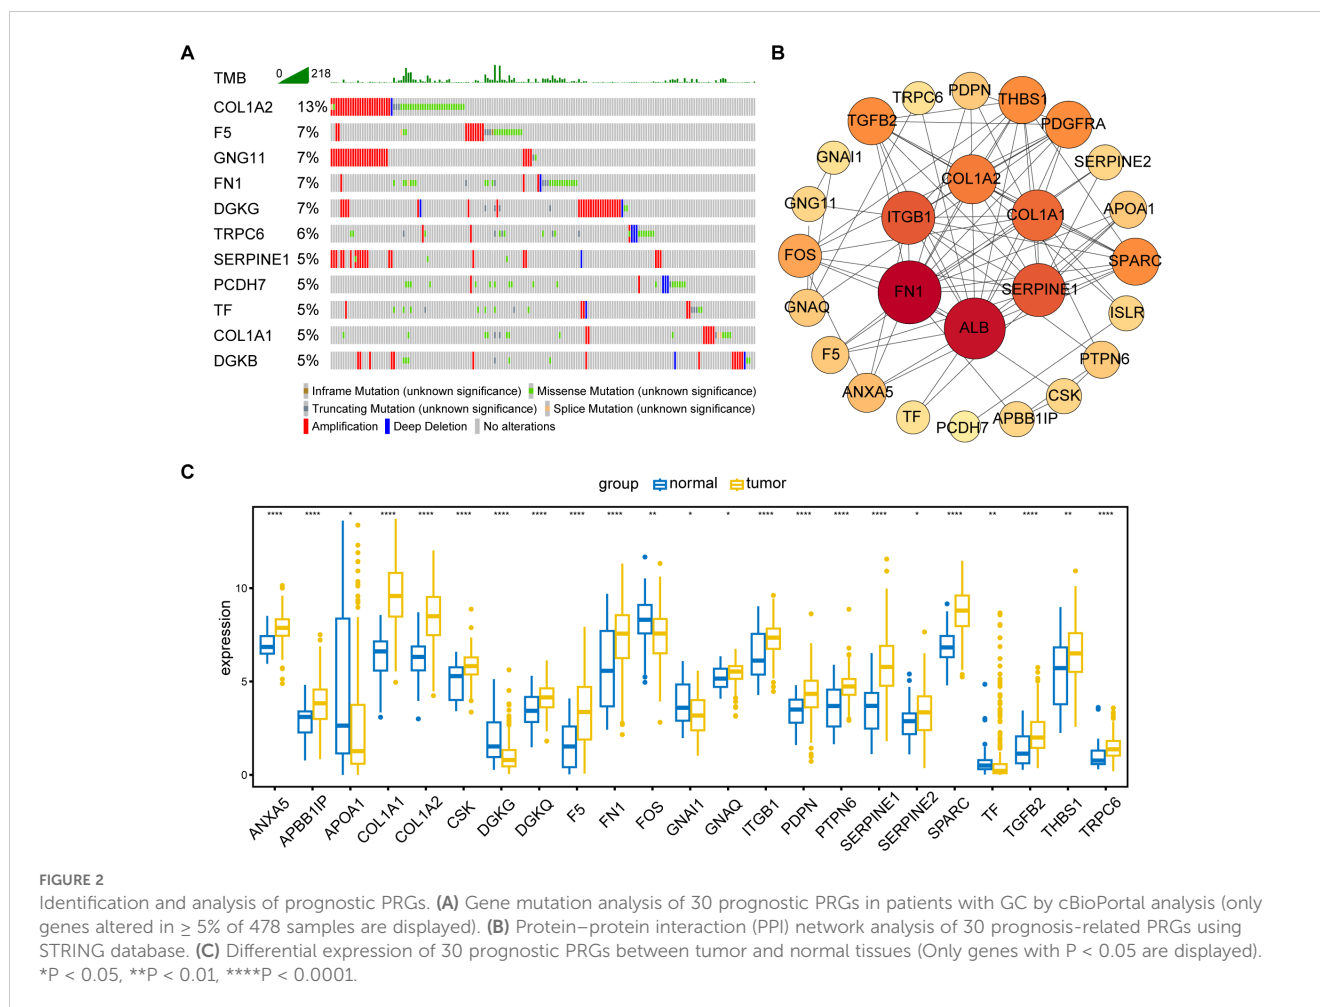 A
TMB 0 218
COL1A2 13%
F5 7%
GNG11 7%
FN1 7%
DGKG 7%
TRPC6 6%
SERPINE1 5%
PCDH7 5%
TF 5%
COL1A1 5%
DGKB 5%
Inframe Mutation (unknown significance) Missense Mutation (unknown significance)
Truncating Mutation (unknown significance) Splice Mutation (unknown significance)
Amplification Deep Deletion No alterations
B
TRPC6 PDPN THBS1
TGFB2 PDGFRA
GNAI1 SERPINE2
COL1A2
GNG11 ITGB1 COL1A1 APOA1
FOS SPARC
FN1 SERPINE1
GNAQ ISLR
ALB
F5 PTPN6
ANXA5 CSK
TF PCDH7 APBB1IP
C
group normal tumor
**** **** * **** **** **** **** **** **** **** ** * * **** **** **** **** * **** ** **** ** ****
expression
10
5
0
ANXA5 APBB1IP APOA1 COL1A1 COL1A2 CSK DGKG DGKQ F5 FN1 FOS GNAI1 GNAQ ITGB1 PDPN PTPN6 SERPINE1 SERPINE2 SPARC TF TGFB2 THBS1 TRPC6
FIGURE 2
Identification and analysis of prognostic PRGs. (A) Gene mutation analysis of 30 prognostic PRGs in patients with GC by cBioPortal analysis (only
genes altered in ≥ 5% of 478 samples are displayed). (B) Protein–protein interaction (PPI) network analysis of 30 prognosis-related PRGs using
STRING database. (C) Differential expression of 30 prognostic PRGs between tumor and normal tissues (Only genes with P < 0.05 are displayed).
*P < 0.05, **P < 0.01, ****P < 0.0001.